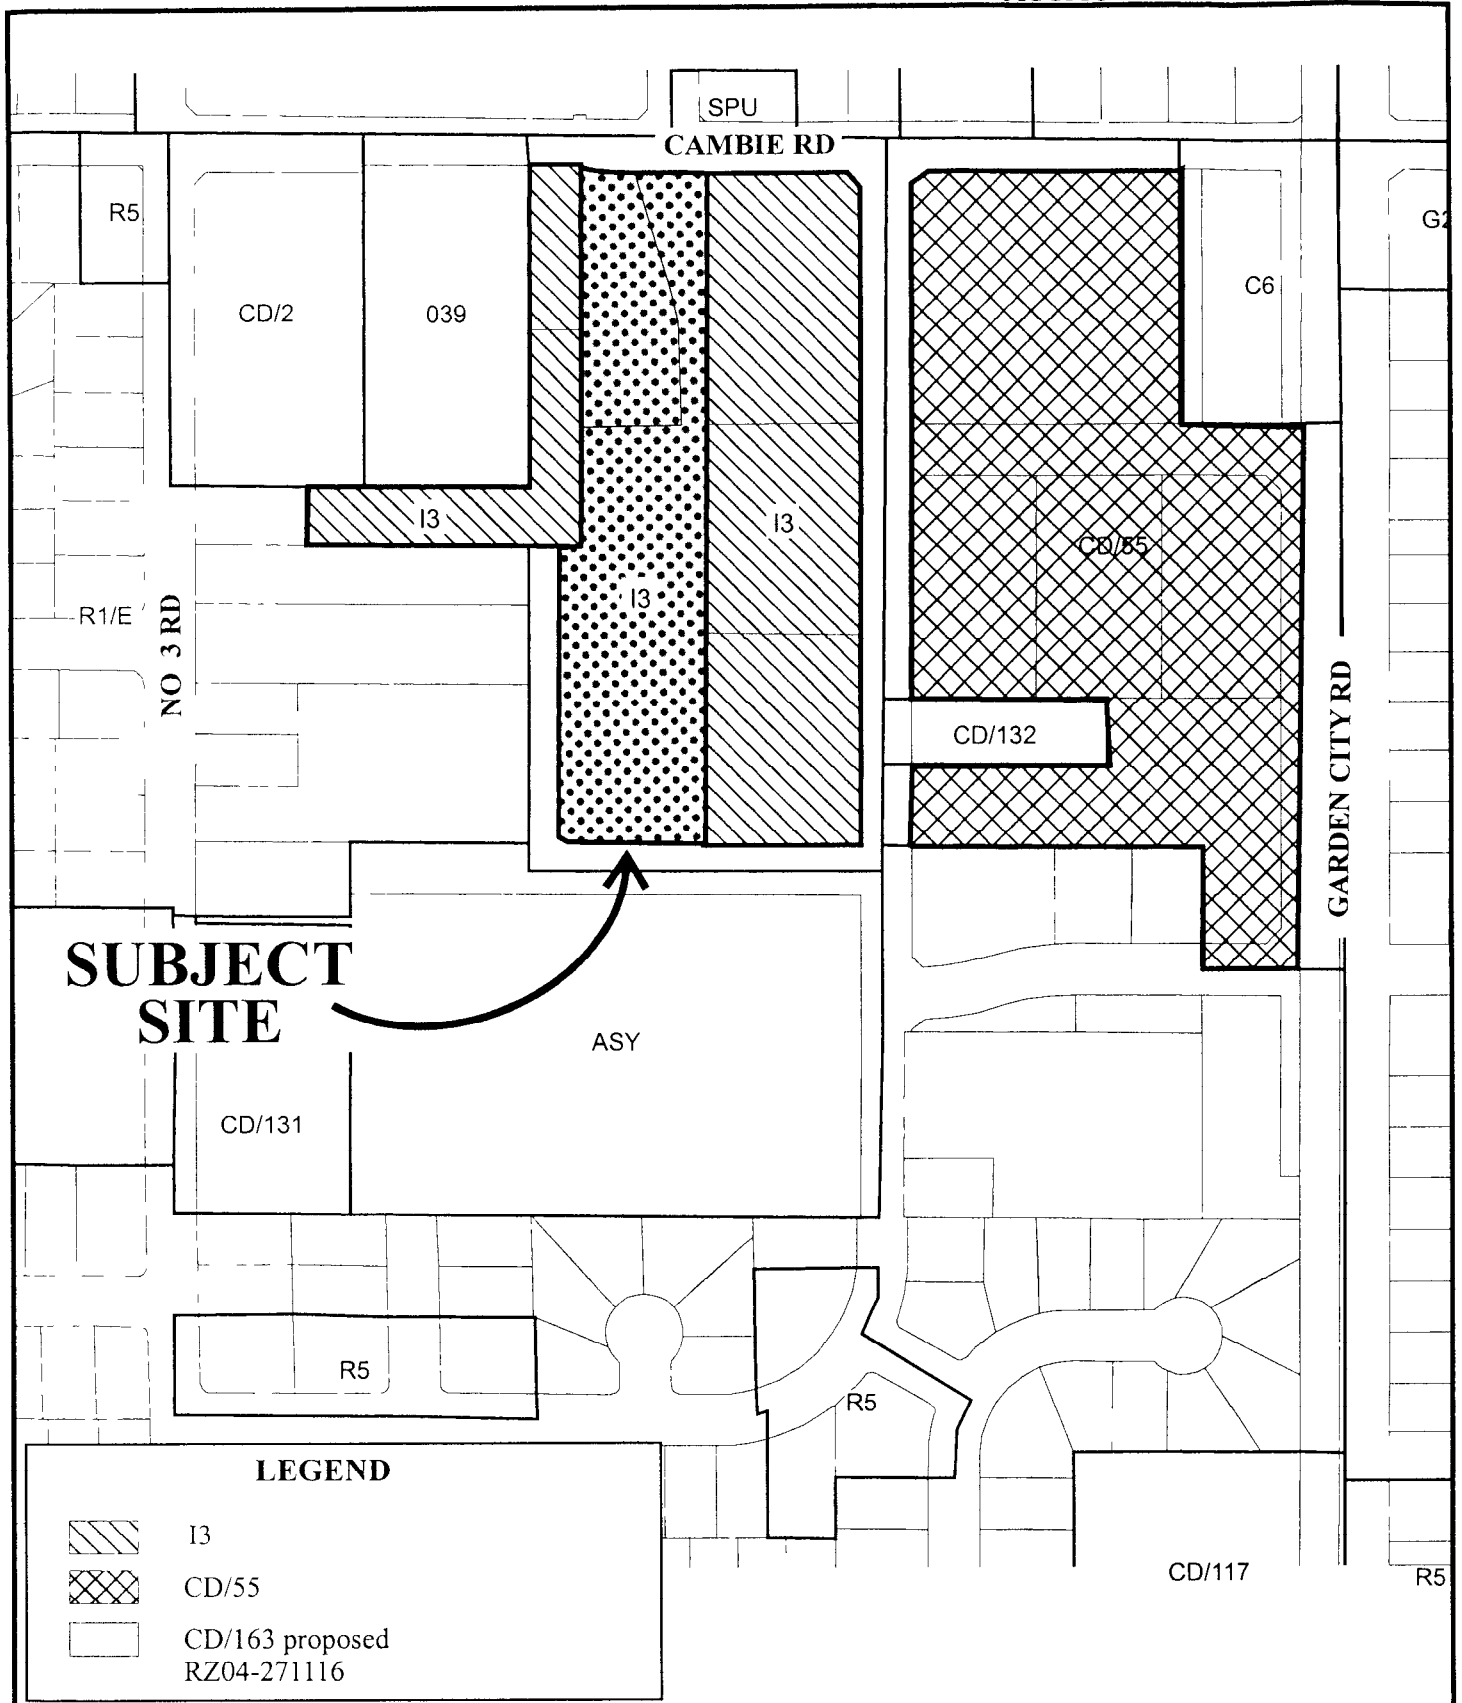 SPU
CAMBIE RD
R5
CD/2
039
C6
I3
I3
I3
CD/55
R1/E
NO 3 RD
CD/132
GARDEN CITY RD
SUBJECT
SITE
ASY
CD/131
R5
R5
LEGEND
I3
CD/55
CD/163 proposed
RZ04-271116
CD/117
R5